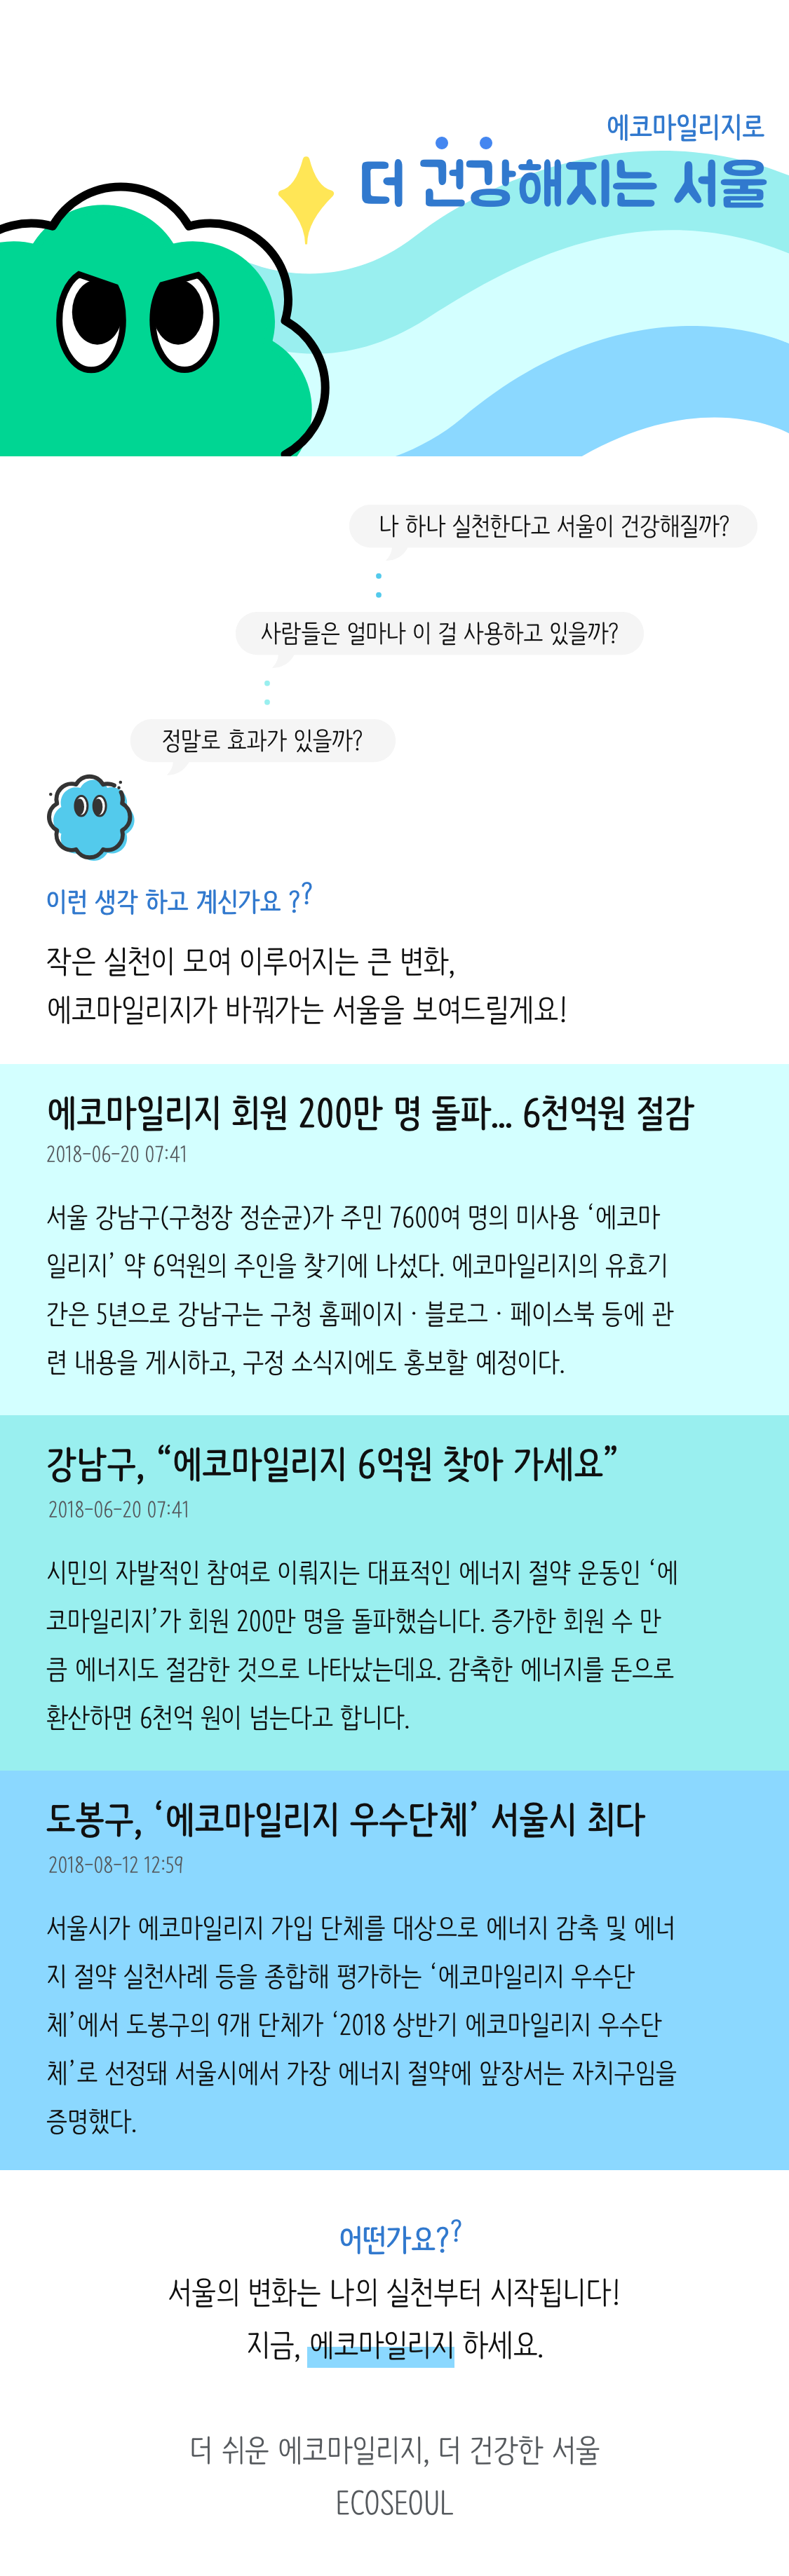 에코마일리지로
더 건강해지는 서울
나 하나 실천한다고 서울이 건강해질까?
사람들은 얼마나 이 걸 사용하고 있을까?
정말로 효과가 있을까?
이런 생각 하고 계신가요 ??
작은 실천이 모여 이루어지는 큰 변화,
에코마일리지가 바꿔가는 서울을 보여드릴게요!
에코마일리지 회원 200만 명 돌파... 6천억원 절감
2018-06-20 07:41
서울 강남구(구청장 정순균)가 주민 7600여 명의 미사용 ‘에코마
일리지’ 약 6억원의 주인을 찾기에 나섰다. 에코마일리지의 유효기
간은 5년으로 강남구는 구청 홈페이지 · 블로그 · 페이스북 등에 관
련 내용을 게시하고, 구정 소식지에도 홍보할 예정이다.
강남구, “에코마일리지 6억원 찾아 가세요”
2018-06-20 07:41
시민의 자발적인 참여로 이뤄지는 대표적인 에너지 절약 운동인 ‘에
코마일리지’가 회원 200만 명을 돌파했습니다. 증가한 회원 수 만
큼 에너지도 절감한 것으로 나타났는데요. 감축한 에너지를 돈으로
환산하면 6천억 원이 넘는다고 합니다.
도봉구, ‘에코마일리지 우수단체’ 서울시 최다
2018-08-12 12:59
서울시가 에코마일리지 가입 단체를 대상으로 에너지 감축 및 에너
지 절약 실천사례 등을 종합해 평가하는 ‘에코마일리지 우수단
체’에서 도봉구의 9개 단체가 ‘2018 상반기 에코마일리지 우수단
체’로 선정돼 서울시에서 가장 에너지 절약에 앞장서는 자치구임을
증명했다.
어떤가요??
서울의 변화는 나의 실천부터 시작됩니다!
지금, 에코마일리지 하세요.
더 쉬운 에코마일리지, 더 건강한 서울
ECOSEOUL